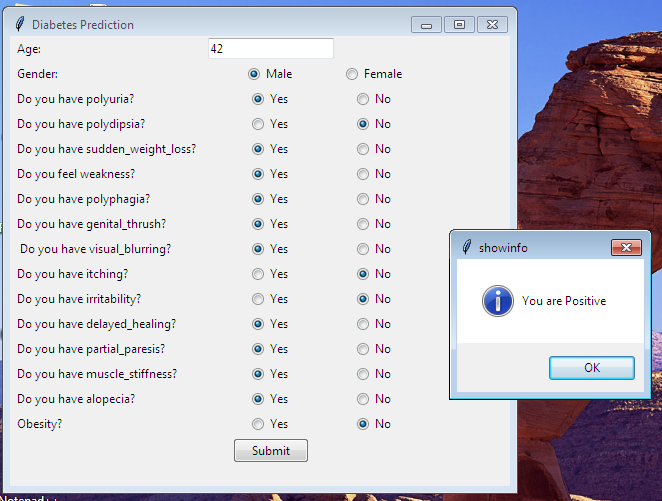 Diabetes Prediction
Age: 42
Gender: Male Female
Do you have polyuria? Yes No
Do you have polydipsia? Yes No
Do you have sudden_weight_loss? Yes No
Do you feel weakness? Yes No
Do you have polyphagia? Yes No
Do you have genital_thrush? Yes No
Do you have visual_blurring? Yes No
Do you have itching? Yes No
Do you have irritability? Yes No
Do you have delayed_healing? Yes No
Do you have partial_paresis? Yes No
Do you have muscle_stiffness? Yes No
Do you have alopecia? Yes No
Obesity? Yes No
Submit
showinfo
You are Positive
OK
Notepad++